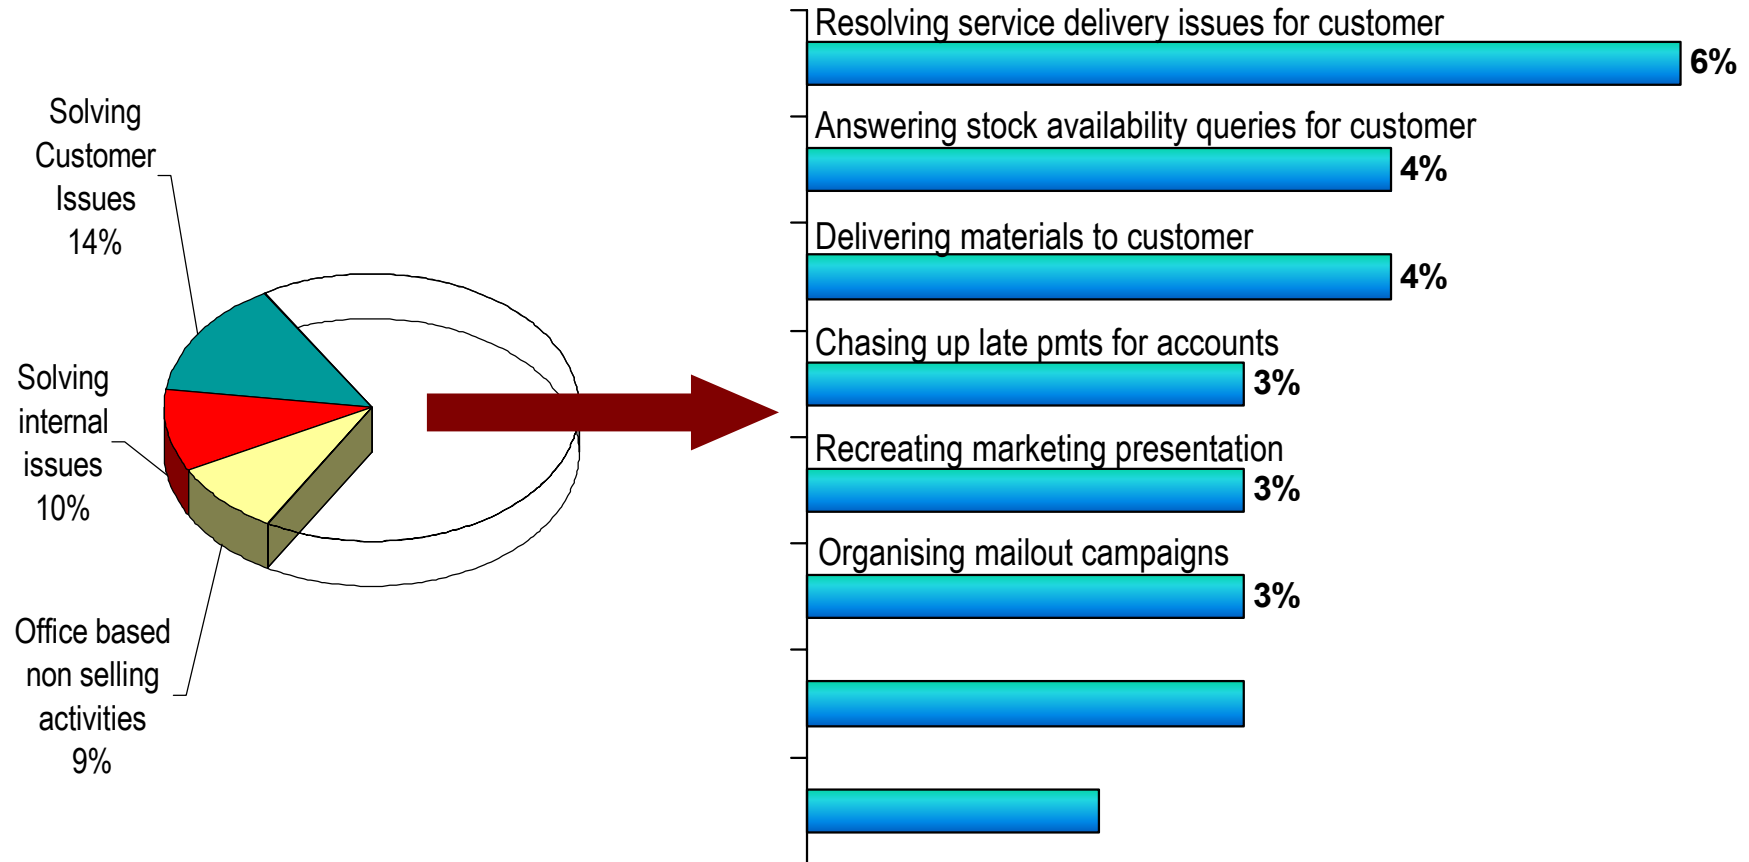 Solving
Customer
Issues
14%
Solving
internal
issues
10%
Office based
non selling
activities
9%
Resolving service delivery issues for customer
6%
Answering stock availability queries for customer
4%
Delivering materials to customer
4%
Chasing up late pmts for accounts
3%
Recreating marketing presentation
3%
Organising mailout campaigns
3%